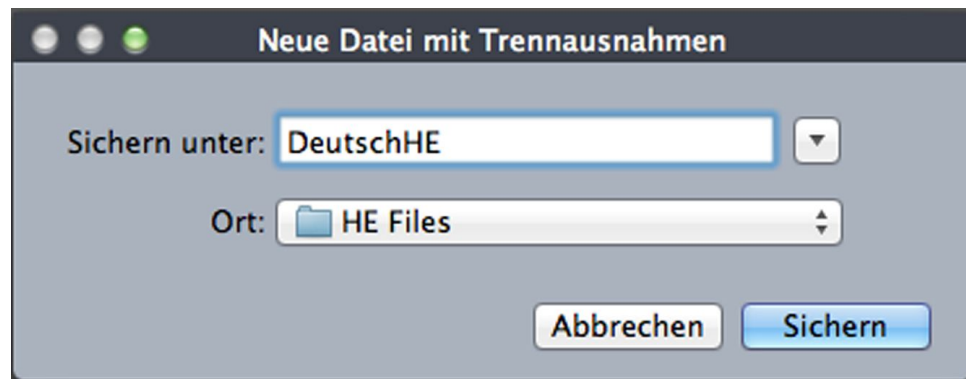 Neue Datei mit Trennausnahmen
Sichern unter: DeutschHE
Ort: HE Files
Abbrechen Sichern